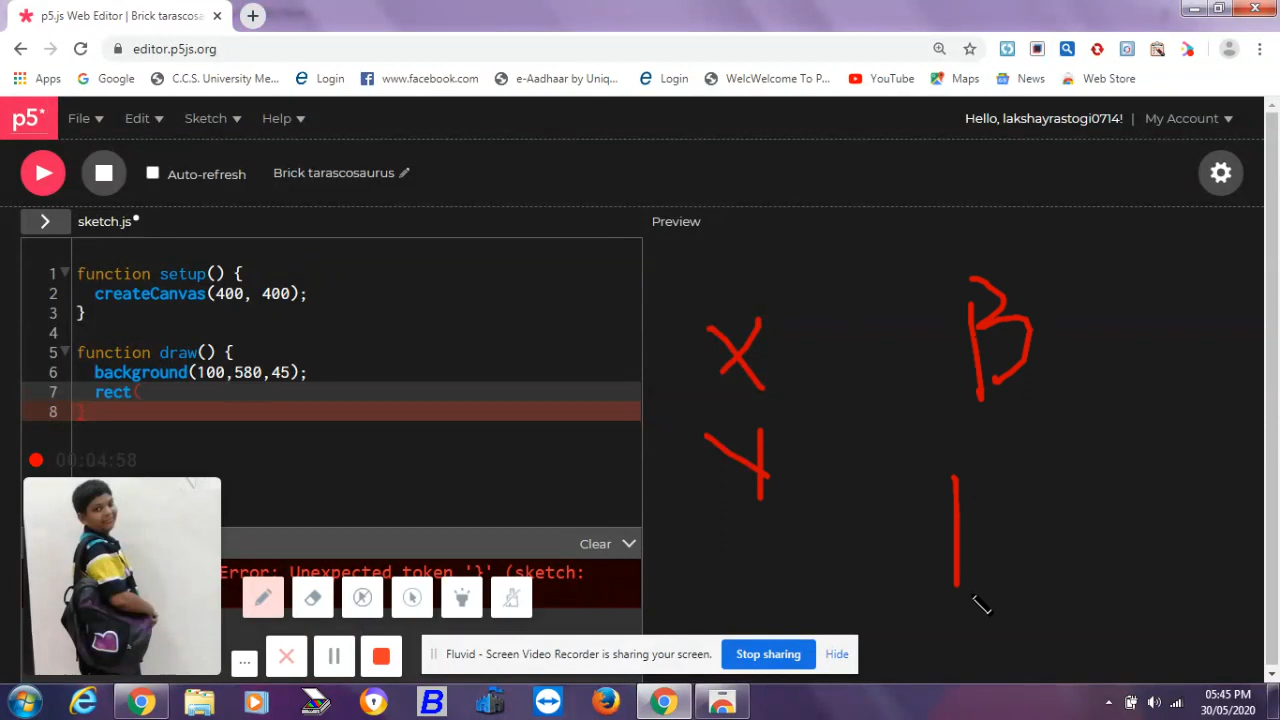 p5.js Web Editor | Brick tarascosa
editor.p5js.org
Apps Google C.C.S. University Me... Login www.facebook.com e-Aadhaar by Uniq... Login WelcWelcome To P... YouTube Maps News Web Store
p5* File Edit Sketch Help Hello, lakshayrastogi0714! | My Account
Auto-refresh Brick tarascosaurus
sketch.js
Preview
1 function setup() {
2 createCanvas(400, 400);
3 }
4
5 function draw() {
6 background(100,580,45);
7 rect(
8 }
X
B
Y
00:04:58
Clear
Error: Unexpected token '}' (sketch:
...
Fluvid - Screen Video Recorder is sharing your screen. Stop sharing Hide
B
05:45 PM
30/05/2020